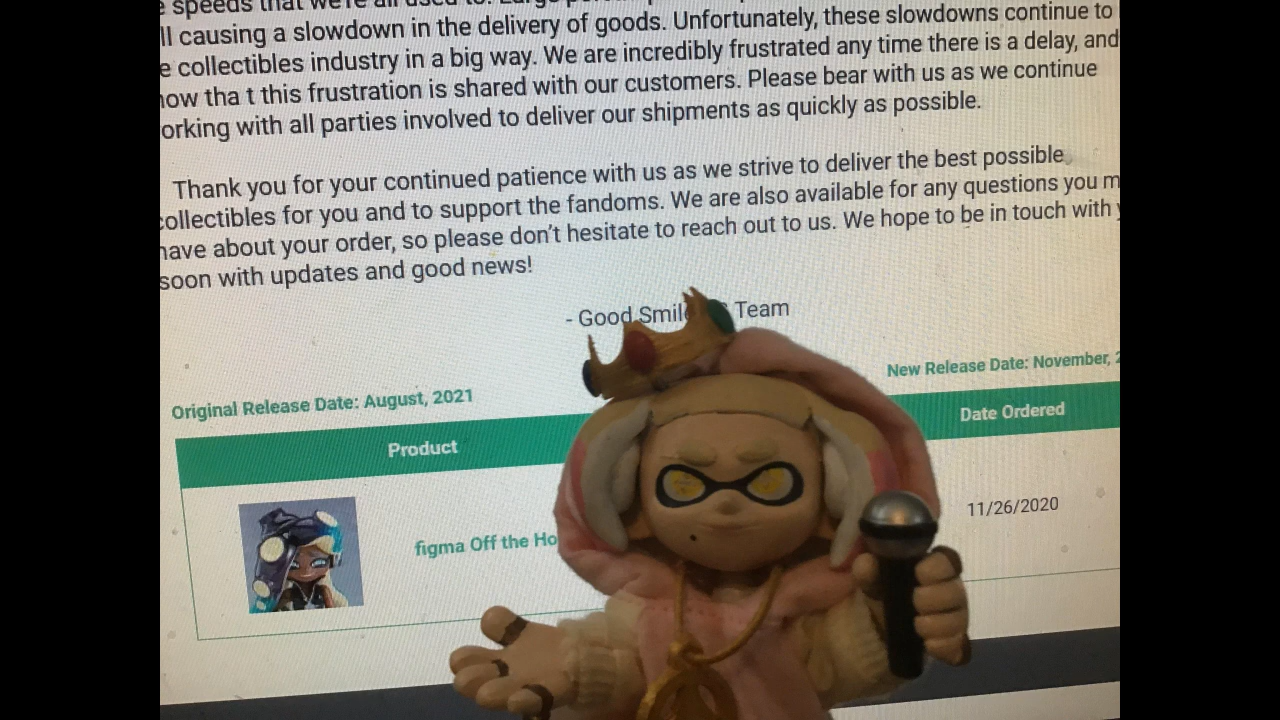 speeds that we're all used to.
ll causing a slowdown in the delivery of goods. Unfortunately, these slowdowns continue to
e collectibles industry in a big way. We are incredibly frustrated any time there is a delay, and
now tha t this frustration is shared with our customers. Please bear with us as we continue
orking with all parties involved to deliver our shipments as quickly as possible.
Thank you for your continued patience with us as we strive to deliver the best possible
collectibles for you and to support the fandoms. We are also available for any questions you m
have about your order, so please don't hesitate to reach out to us. We hope to be in touch with y
soon with updates and good news!
- Good Smile Team
Original Release Date: August, 2021
New Release Date: November, 2
Product
Date Ordered
figma Off the Ho
11/26/2020